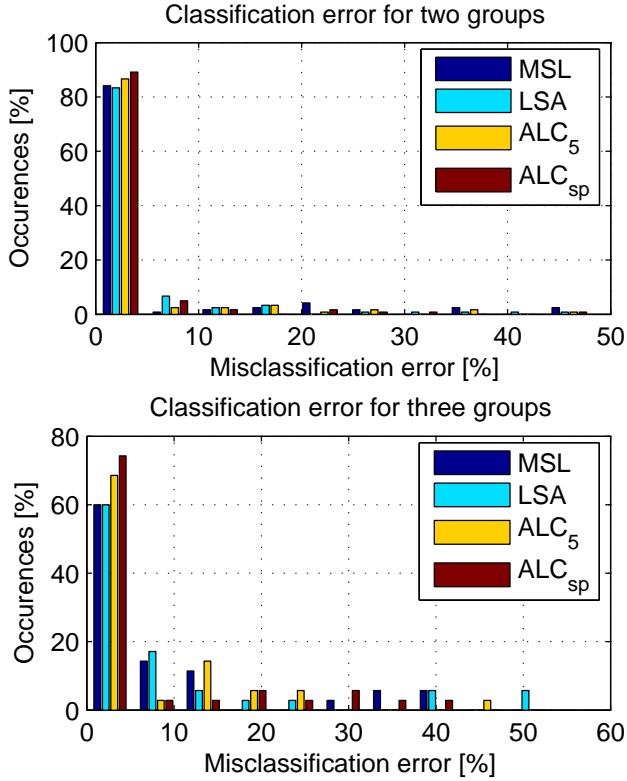 Classification error for two groups
100
80
60
40
20
0
Occurences [%]
MSL
LSA
ALC5
ALCsp
0 10 20 30 40 50
Misclassification error [%]
Classification error for three groups
80
60
40
20
0
Occurences [%]
MSL
LSA
ALC5
ALCsp
0 10 20 30 40 50 60
Misclassification error [%]